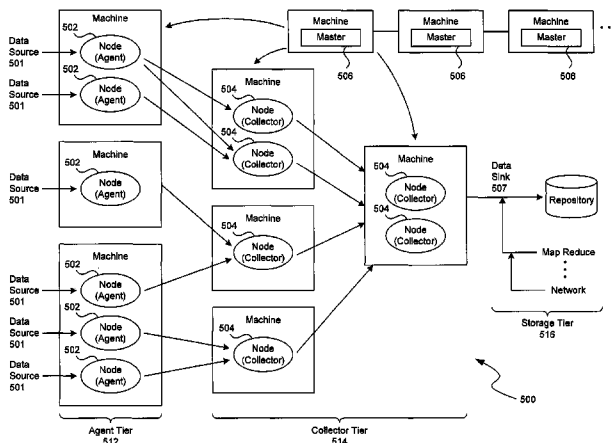 Machine
Master
506
Machine
Master
506
Machine
Master
506
...
Data
Source
501
Data
Source
501
Machine
502
Node
(Agent)
502
Node
(Agent)
Data
Source
501
Machine
502
Node
(Agent)
Data
Source
501
Data
Source
501
Data
Source
501
Machine
502
Node
(Agent)
502
Node
(Agent)
502
Node
(Agent)
Agent Tier
512
Machine
504
Node
(Collector)
504
Node
(Collector)
Machine
504
Node
(Collector)
Machine
504
Node
(Collector)
Machine
504
Node
(Collector)
504
Node
(Collector)
Collector Tier
514
Data
Sink
507
Repository
Map Reduce
Network
Storage Tier
516
500